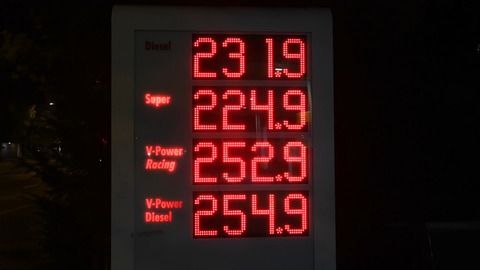 Diesel 231.9
Super 224.9
V-Power
Racing 252.9
V-Power
Diesel 254.9